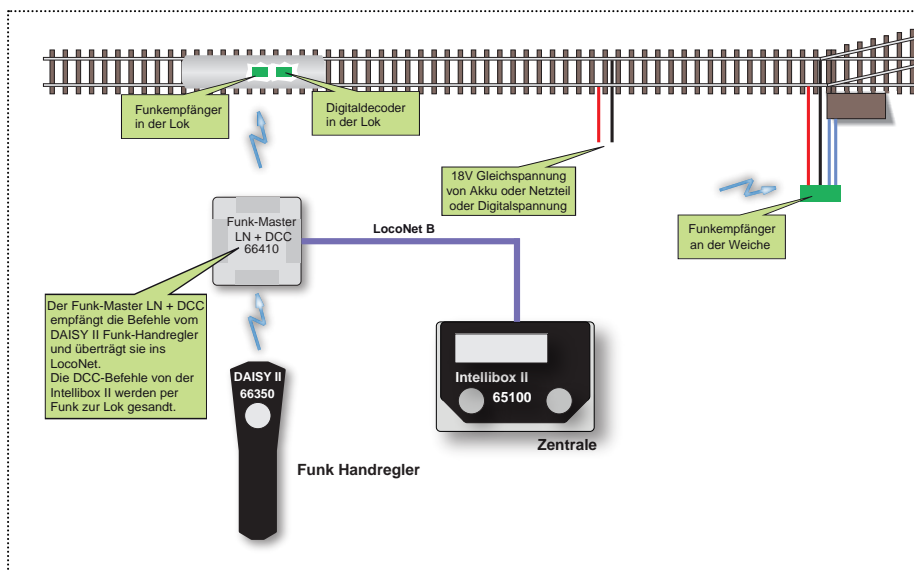 Funkempfänger
in der Lok
Digitaldecoder
in der Lok
18V Gleichspannung
von Akku oder Netzteil
oder Digitalspannung
Funkempfänger
an der Weiche
Funk-Master
LN + DCC
66410
LocoNet B
Der Funk-Master LN + DCC
empfängt die Befehle vom
DAISY II Funk-Handregler
und überträgt sie ins
LocoNet.
Die DCC-Befehle von der
Intellibox II werden per
Funk zur Lok gesandt.
DAISY II
66350
Funk Handregler
Intellibox II
65100
Zentrale